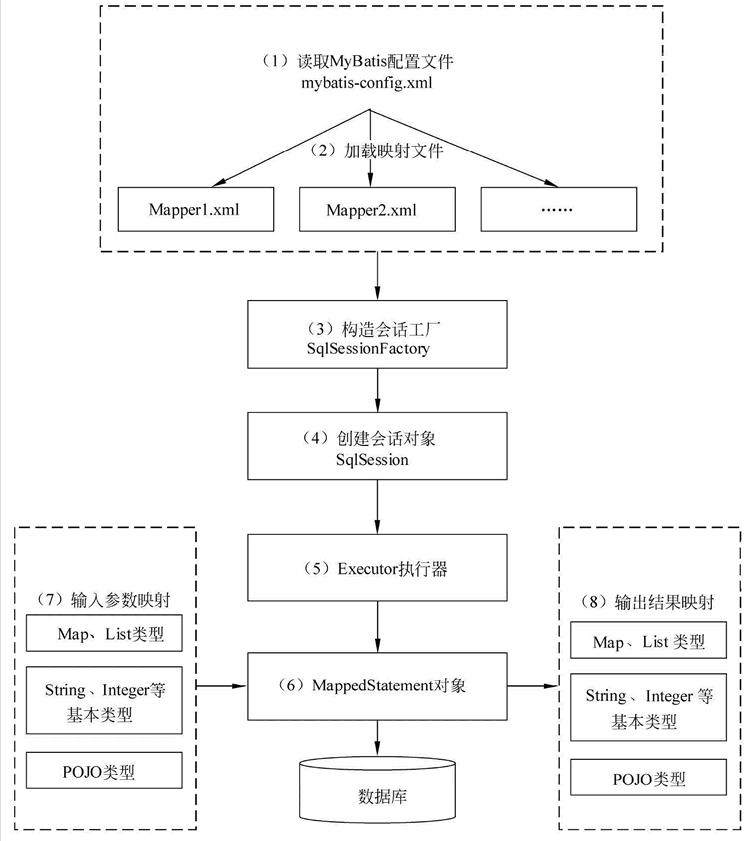 （1）读取MyBatis配置文件
mybatis-config.xml
（2）加载映射文件
Mapper1.xml
Mapper2.xml
……
（3）构造会话工厂
SqlSessionFactory
（4）创建会话对象
SqlSession
（5）Executor执行器
（7）输入参数映射
Map、List类型
String、Integer等
基本类型
POJO类型
（6）MappedStatement对象
（8）输出结果映射
Map、List 类型
String、Integer 等
基本类型
POJO类型
数据库